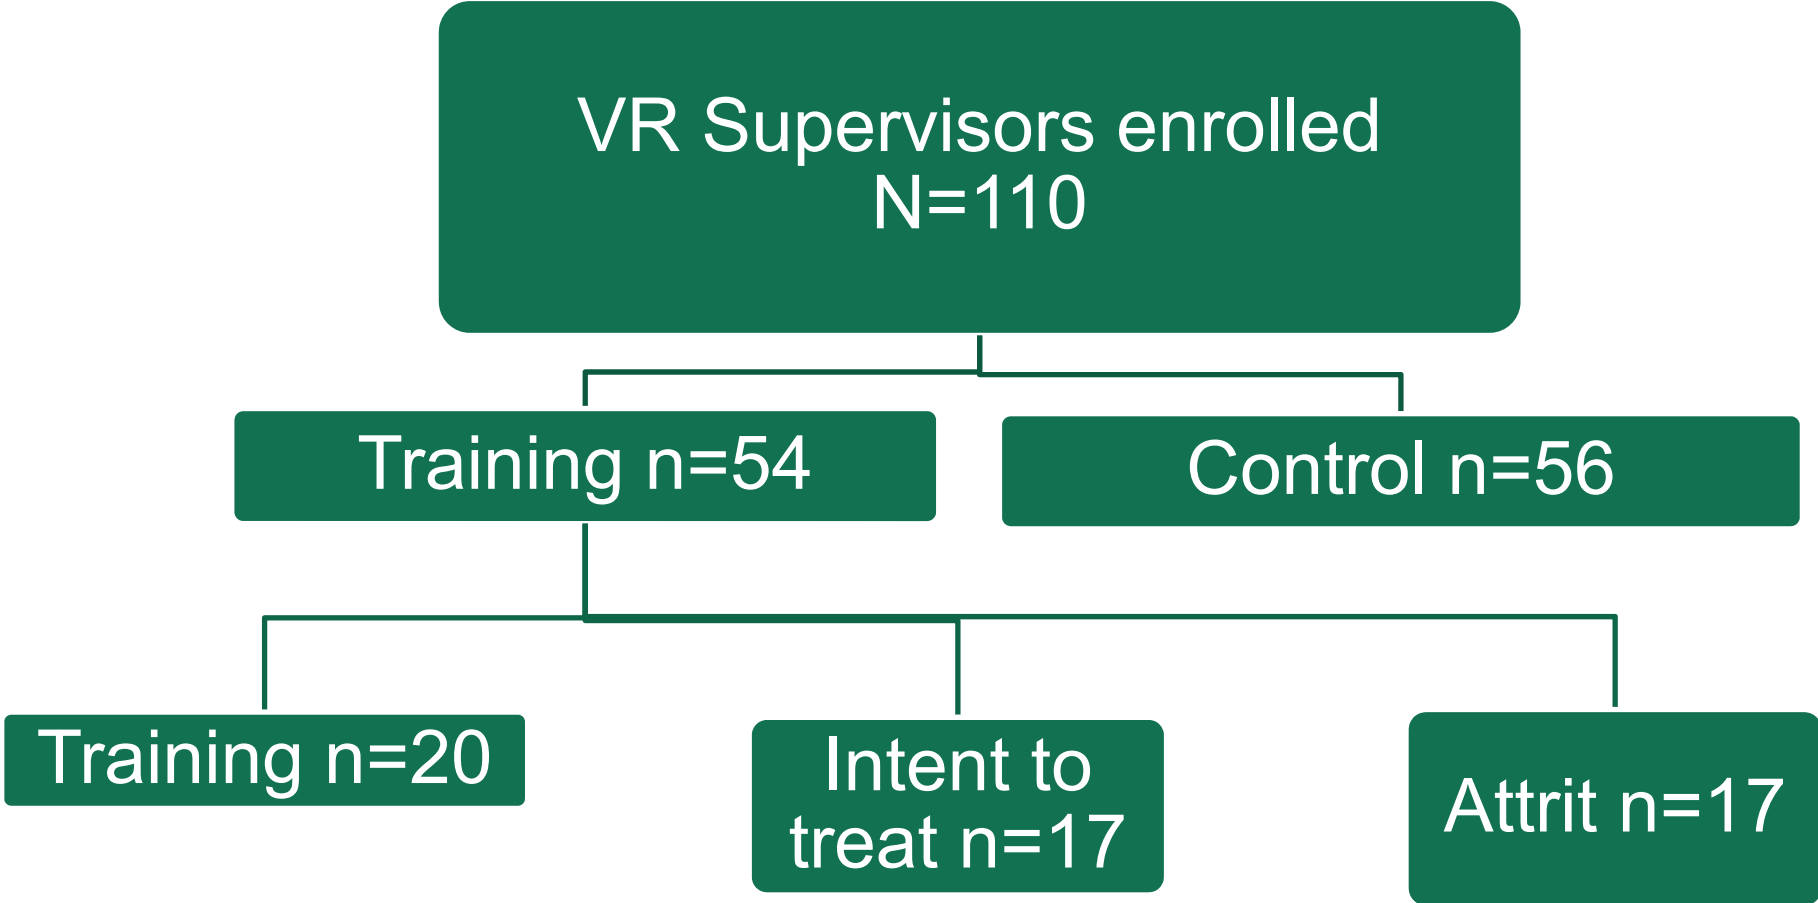 VR Supervisors enrolled
N=110
Training n=54
Control n=56
Training n=20
Intent to
treat n=17
Attrit n=17